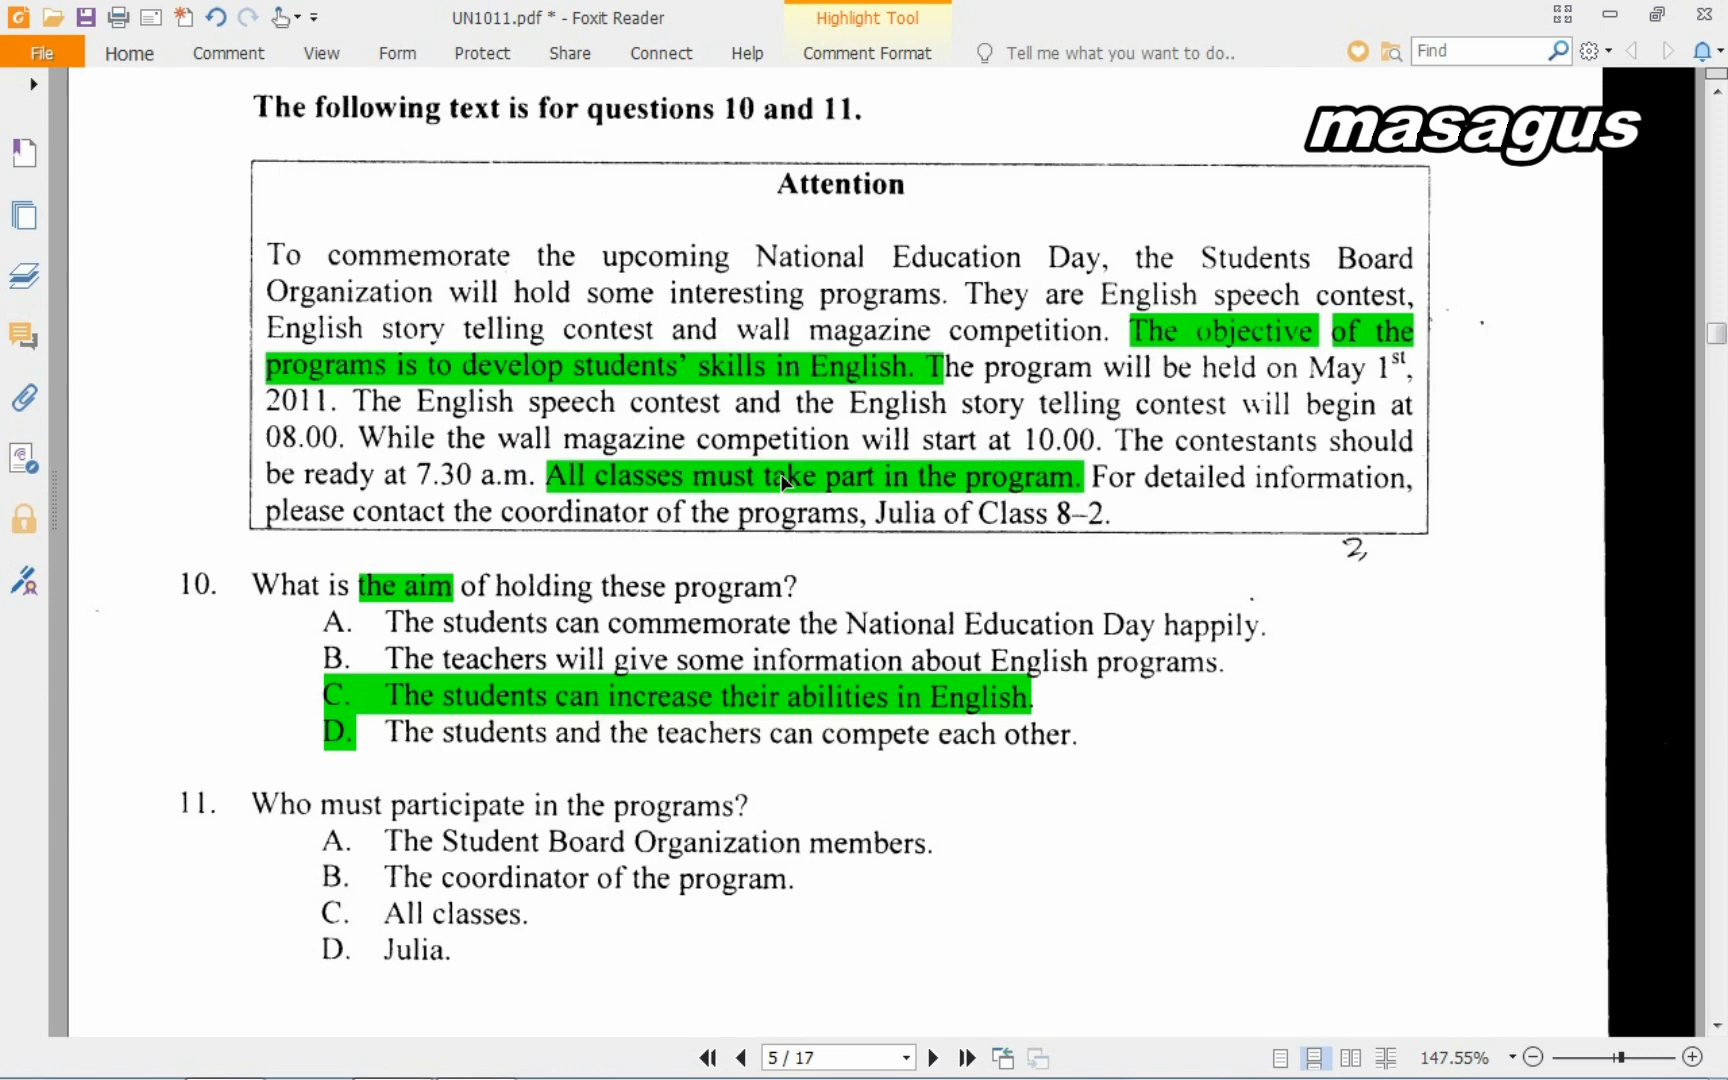 UN1011.pdf * - Foxit Reader
Highlight Tool
File Home Comment View Form Protect Share Connect Help Comment Format Tell me what you want to do.. Find
masagus
The following text is for questions 10 and 11.
Attention
To commemorate the upcoming National Education Day, the Students Board
Organization will hold some interesting programs. They are English speech contest,
English story telling contest and wall magazine competition. The objective of the
programs is to develop students' skills in English. The program will be held on May 1st,
2011. The English speech contest and the English story telling contest will begin at
08.00. While the wall magazine competition will start at 10.00. The contestants should
be ready at 7.30 a.m. All classes must take part in the program. For detailed information,
please contact the coordinator of the programs, Julia of Class 8–2.
2
10. What is the aim of holding these program?
A. The students can commemorate the National Education Day happily.
B. The teachers will give some information about English programs.
C. The students can increase their abilities in English.
D. The students and the teachers can compete each other.
11. Who must participate in the programs?
A. The Student Board Organization members.
B. The coordinator of the program.
C. All classes.
D. Julia.
5 / 17
147.55%